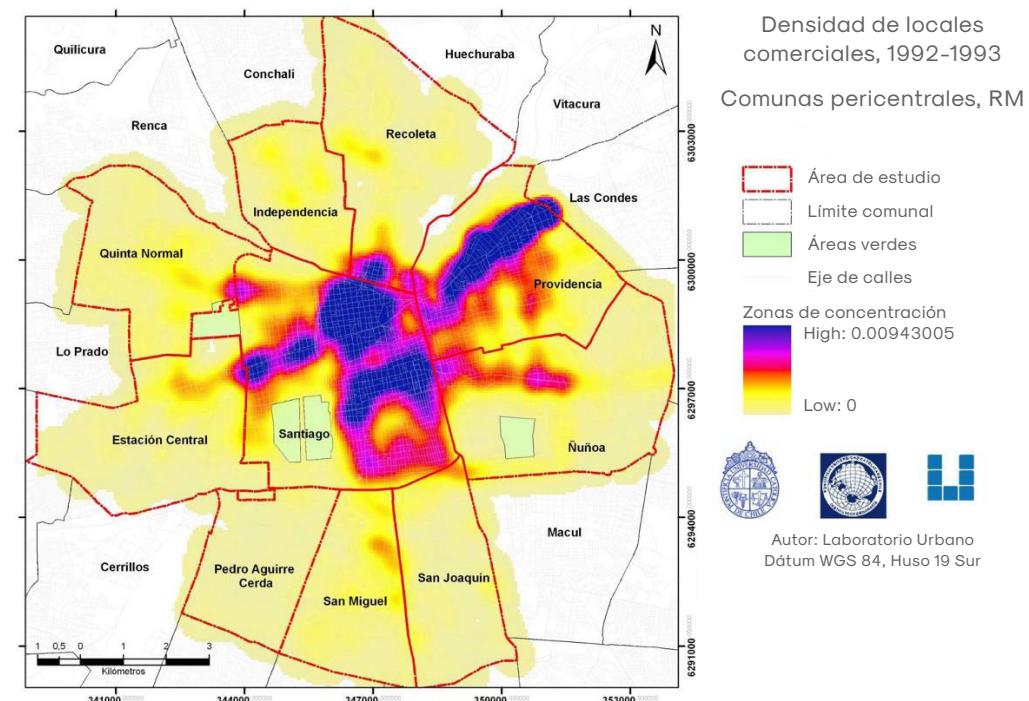 Densidad de locales
comerciales, 1992-1993
Comunas pericentrales, RM
N
Quilicura
Huechuraba
Conchalí
Vitacura
Renca
Recoleta
Las Condes
Independencia
Quinta Normal
Providencia
Lo Prado
Estación Central
Santiago
Ñuñoa
Macul
Cerrillos
Pedro Aguirre
Cerda
San Joaquín
San Miguel
1 0,5 0 1 2 3
Kilómetros
341000
344000
347000
350000
353000
6303000
6300000
6297000
6294000
6291000
Área de estudio
Límite comunal
Áreas verdes
Eje de calles
Zonas de concentración
High: 0.00943005
Low: 0
Autor: Laboratorio Urbano
Dátum WGS 84, Huso 19 Sur